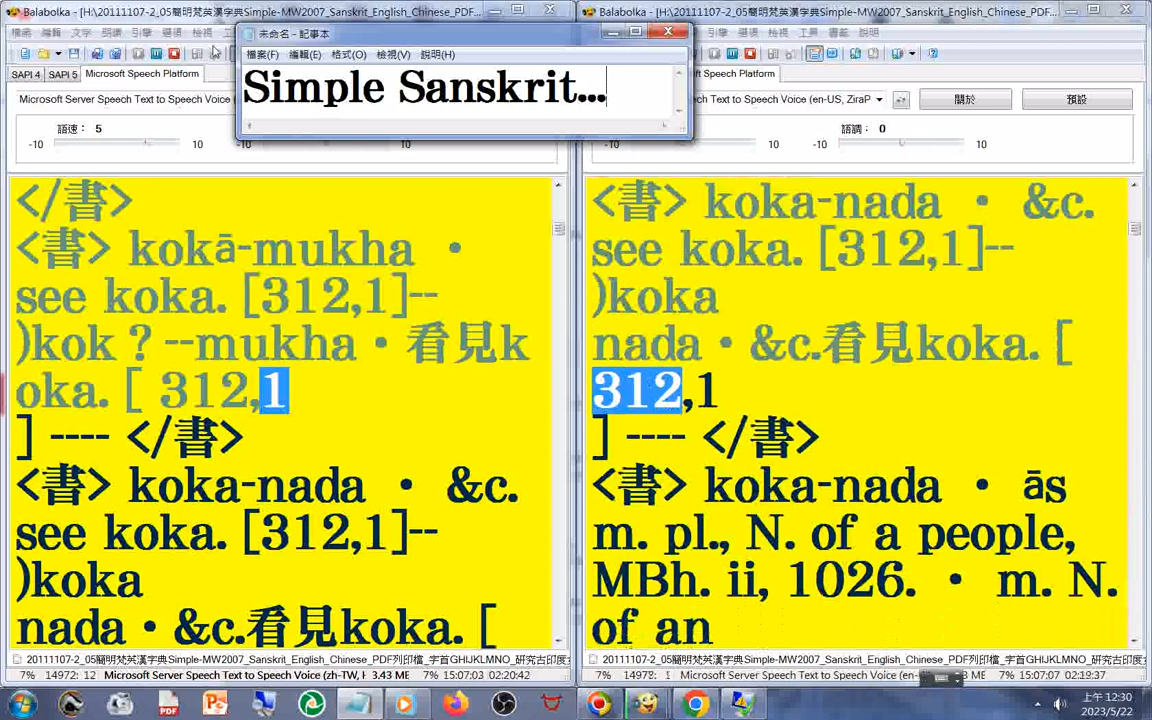 Balabolka - [H:\20111107-2_05簡明梵英漢字典Simple-MW2007_Sanskrit_English_Chinese_PDF...
Balabolka - [H:\20111107-2_05簡明梵英漢字典Simple-MW2007_Sanskrit_English_Chinese_PDF...
未命名 - 記事本
檔案(F) 編輯(E) 格式(O) 檢視(V) 說明(H)
Simple Sanskrit...
SAPI 4 SAPI 5 Microsoft Speech Platform
Speech Platform
Microsoft Server Speech Text to Speech Voice
Text to Speech Voice (en-US, ZiraP
關於
預設
語速： 5
-10 10 -10 10
語調： 0
-10 10 -10 10
</書>
<書> kokā-mukha •
see koka. [312,1]--
)kok ? --mukha•看見k
oka. [ 312,1
] ---- </書>
<書> koka-nada • &c.
see koka. [312,1]--
)koka
nada•&c.看見koka. [
<書> koka-nada • &c.
see koka. [312,1]--
)koka
nada•&c.看見koka. [
312,1
] ---- </書>
<書> koka-nada • ās
m. pl., N. of a people,
MBh. ii, 1026. • m. N.
of an
20111107-2_05簡明梵英漢字典Simple-MW2007_Sanskrit_English_Chinese_PDF列印檔_字首GHIJKLMNO_研究古印度
20111107-2_05簡明梵英漢字典Simple-MW2007_Sanskrit_English_Chinese_PDF列印檔_字首GHIJKLMNO_研究古印度
7% 14972: 12 Microsoft Server Speech Text to Speech Voice (zh-TW, H 3.43 ME 7% 15:07:03 02:20:42
7% 14975: 1 Microsoft Server Speech Text to Speech Voice (en- 7% 15:07:07 02:19:37
上午 12:30
2023/5/22